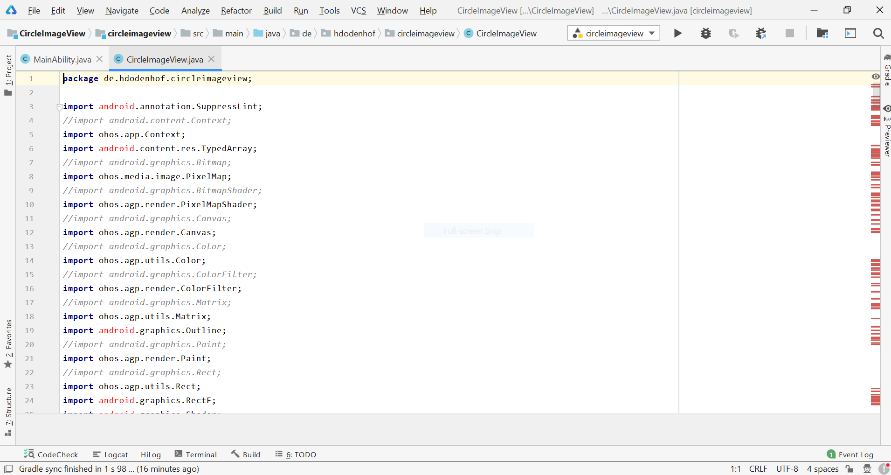 File Edit View Navigate Code Analyze Refactor Build Run Tools VCS Window Help CircleImageView [...\CircleImageView] ...\CircleImageView.java [circleimageview]
CircleImageView circleimageview src main java de hdodenhof circleimageview CircleImageView circleimageview
MainAbility.java CircleImageView.java
1: Project
Gradle
Previewer
2: Favorites
7: Structure
1 package de.hdodenhof.circleimageview;
2
3 import android.annotation.SuppressLint;
4 //import android.content.Context;
5 import ohos.app.Context;
6 import android.content.res.TypedArray;
7 //import android.graphics.Bitmap;
8 import ohos.media.image.PixelMap;
9 //import android.graphics.BitmapShader;
10 import ohos.agp.render.PixelMapShader;
11 //import android.graphics.Canvas;
12 import ohos.agp.render.Canvas;
13 //import android.graphics.Color;
14 import ohos.agp.utils.Color;
15 //import android.graphics.ColorFilter;
16 import ohos.agp.render.ColorFilter;
17 //import android.graphics.Matrix;
18 import ohos.agp.utils.Matrix;
19 import android.graphics.Outline;
20 //import android.graphics.Paint;
21 import ohos.agp.render.Paint;
22 //import android.graphics.Rect;
23 import ohos.agp.utils.Rect;
24 import android.graphics.RectF;
Full-screen Snip
CodeCheck Logcat HiLog Terminal Build 6: TODO 1 Event Log
Gradle sync finished in 1 s 98 ... (16 minutes ago) 1:1 CRLF UTF-8 4 spaces